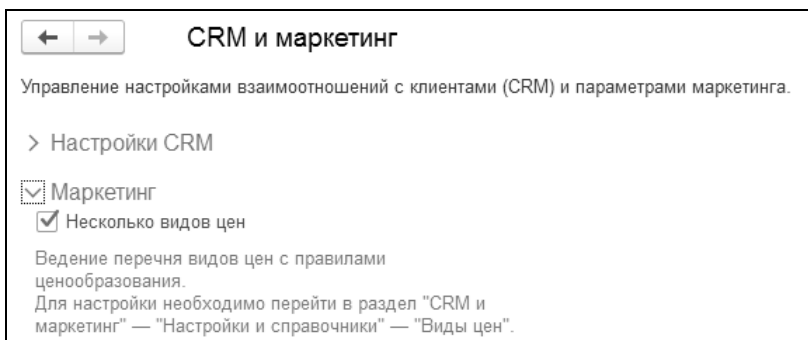 CRM и маркетинг
Управление настройками взаимоотношений с клиентами (CRM) и параметрами маркетинга.
Настройки CRM
Маркетинг
Несколько видов цен
Ведение перечня видов цен с правилами
ценообразования.
Для настройки необходимо перейти в раздел "CRM и
маркетинг" — "Настройки и справочники" — "Виды цен".